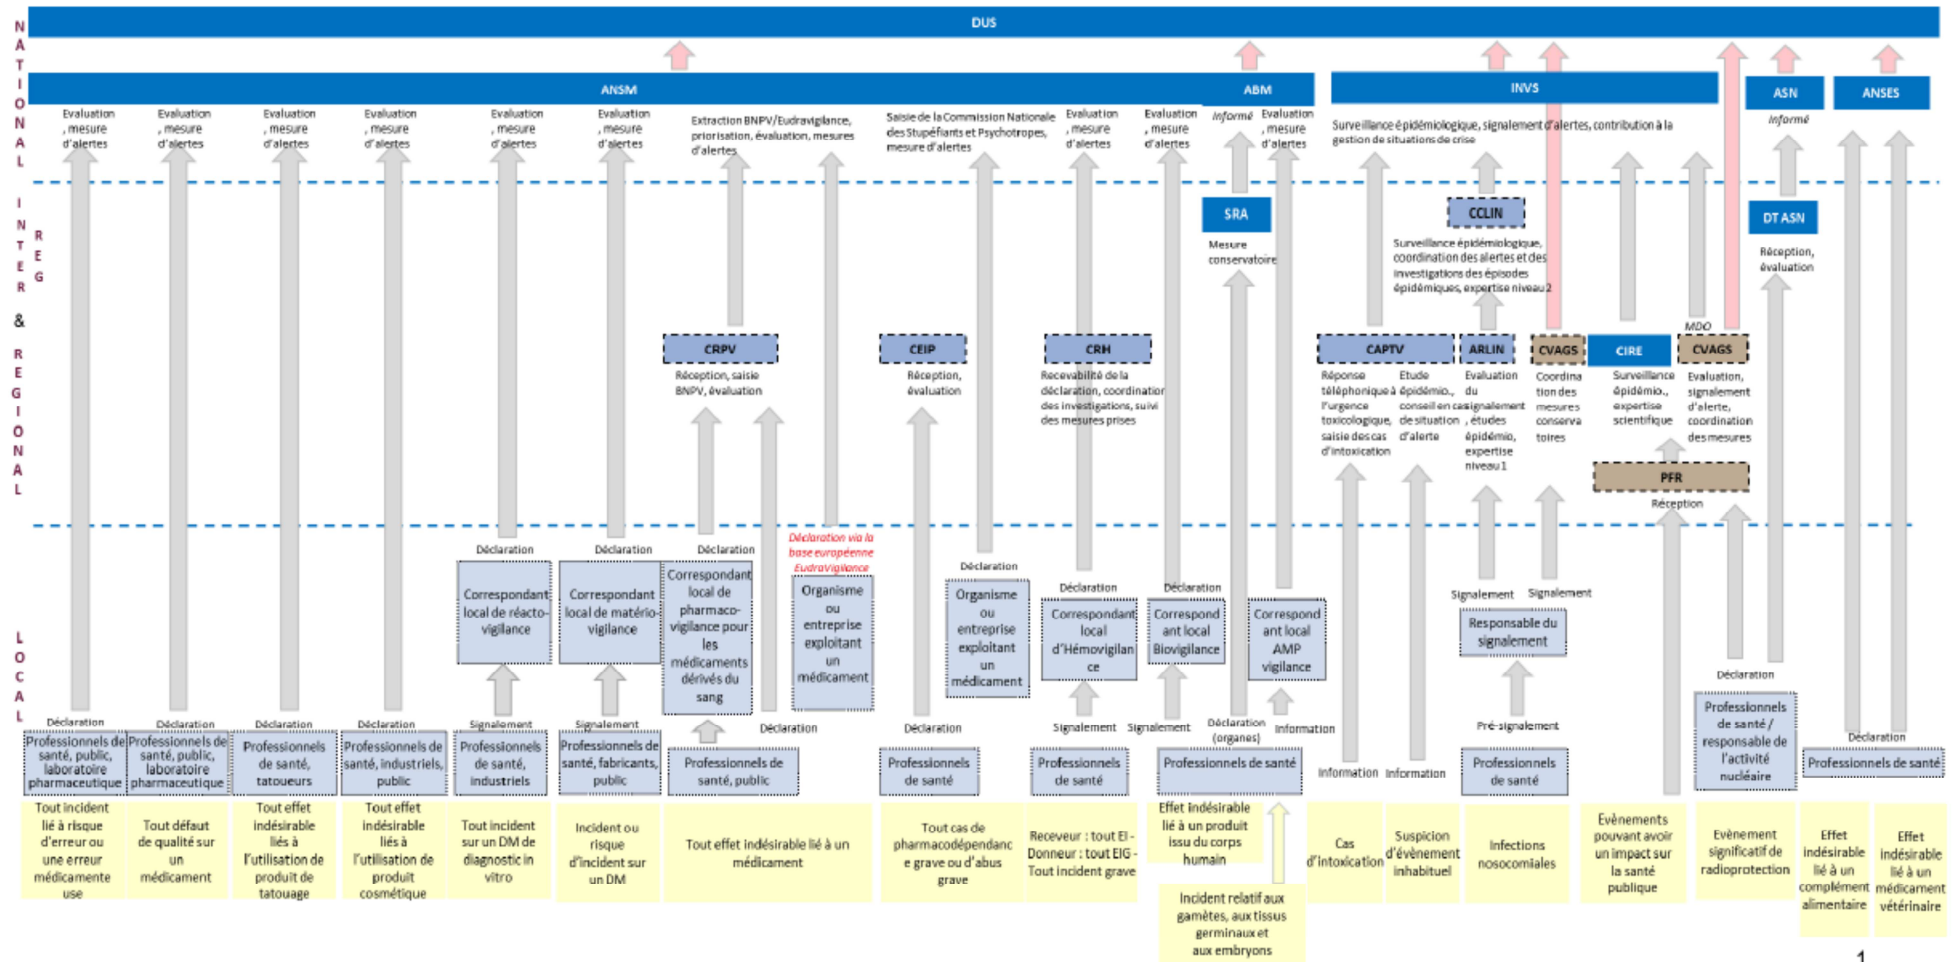 NATIONAL
INTER & REGIONAL
REG
LOCAL
DUS
ANSM
ABM
INVS
ASN
ANSES
Evaluation
, mesure
d'alertes
Evaluation
, mesure
d'alertes
Evaluation
, mesure
d'alertes
Evaluation
, mesure
d'alertes
Evaluation
, mesure
d'alertes
Evaluation
, mesure
d'alertes
Extraction BNPV/Eudravigilance,
priorisation, évaluation, mesures
d'alertes
Saisie de la Commission Nationale
des Stupéfiants et Psychotropes,
mesure d'alertes
Evaluation
, mesure
d'alertes
Evaluation
, mesure
d'alertes
Informé
Evaluation
, mesure
d'alertes
Surveillance épidémiologique, signalement d'alertes, contribution à la
gestion de situations de crise
Informé
SRA
Mesure
conservatoire
CCLIN
Surveillance épidémiologique,
coordination des alertes et des
investigations des épisodes
épidémiques, expertise niveau 2
DT ASN
Réception,
évaluation
CRPV
Réception, saisie
BNPV, évaluation
CEIP
Réception,
évaluation
CRH
Recevabilité de la
déclaration, coordination
des investigations, suivi
des mesures prises
CAPTV
Réponse
téléphonique à
l'urgence
toxicologique,
saisie des cas
d'intoxication
Etude
épidémio.,
conseil en cas
de situation
d'alerte
ARLIN
Evaluation
du
signalement
, études
épidémio,
expertise
niveau 1
CVAGS
Coordina
tion des
mesures
conserva
toires
CIRE
Surveillance
épidémio.,
expertise
scientifique
MDO
CVAGS
Evaluation,
signalement
d'alerte,
coordination
des mesures
PFR
Réception
Déclaration
Correspondant
local de réacto-
vigilance
Déclaration
Correspondant
local de matério-
vigilance
Déclaration
Correspondant
local de
pharmaco-
vigilance pour
les
médicaments
dérivés du
sang
Déclaration via la
base européenne
EudraVigilance
Organisme
ou
entreprise
exploitant
un
médicament
Déclaration
Organisme
ou
entreprise
exploitant
un
médicament
Déclaration
Correspondant
local
d'Hémovigilan
ce
Déclaration
Correspond
ant local
Biovigilance
Correspond
ant local
AMP
vigilance
Signalement
Signalement
Responsable du
signalement
Déclaration
Déclaration
Déclaration
Déclaration
Déclaration
Signalement
Signalement
Déclaration
Déclaration
Signalement
Signalement
Déclaration
(organes)
Information
Information
Information
Pré-signalement
Déclaration
Professionnels de
santé, public,
laboratoire
pharmaceutique
Professionnels de
santé, public,
laboratoire
pharmaceutique
Professionnels
de santé,
tatoueurs
Professionnels de
santé, industriels,
public
Professionnels
de santé,
industriels
Professionnels de
santé, fabricants,
public
Professionnels de
santé, public
Professionnels
de santé
Professionnels
de santé
Professionnels de santé
Professionnels
de santé
Professionnels
de santé /
responsable de
l'activité
nucléaire
Professionnels de santé
Tout incident
lié à risque
d'erreur ou
une erreur
médicamente
use
Tout défaut
de qualité sur
un
médicament
Tout effet
indésirable
liés à
l'utilisation de
produit de
tatouage
Tout effet
indésirable
liés à
l'utilisation de
produit
cosmétique
Tout incident
sur un DM de
diagnostic in
vitro
Incident ou
risque
d'incident sur
un DM
Tout effet indésirable lié à un
médicament
Tout cas de
pharmacodépendanc
e grave ou d'abus
grave
Receveur : tout EI -
Donneur : tout EIG -
Tout incident grave
Effet indésirable
lié à un produit
issu du corps
humain
Incident relatif aux
gamètes, aux tissus
germinaux et
aux embryons
Cas
d'intoxication
Suspicion
d'évènement
inhabituel
Infections
nosocomiales
Evènements
pouvant avoir
un impact sur
la santé
publique
Evènement
significatif de
radioprotection
Effet
indésirable
lié à un
complément
alimentaire
Effet
indésirable
lié à un
médicament
vétérinaire
1